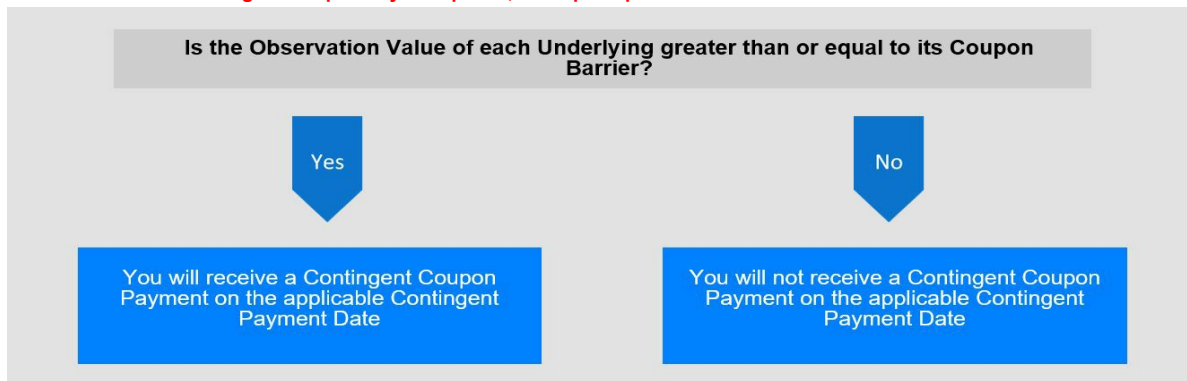 Is the Observation Value of each Underlying greater than or equal to its Coupon
Barrier?
Yes
No
You will receive a Contingent Coupon
Payment on the applicable Contingent
Payment Date
You will not receive a Contingent Coupon
Payment on the applicable Contingent
Payment Date